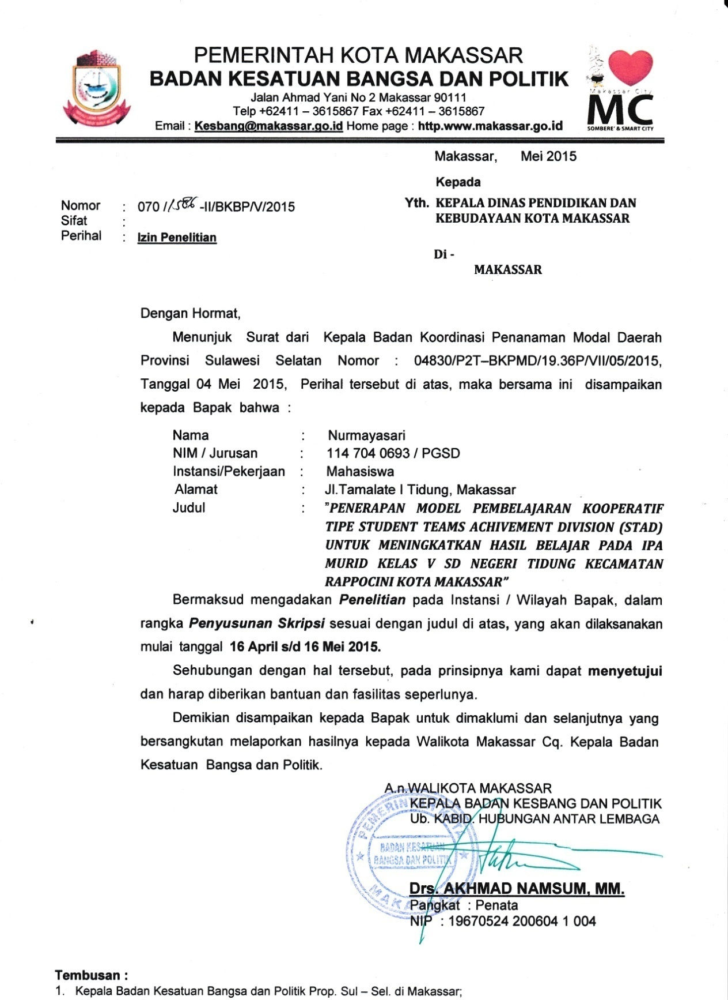 PEMERINTAH KOTA MAKASSAR
BADAN KESATUAN BANGSA DAN POLITIK
Jalan Ahmad Yani No 2 Makassar 90111
Telp +62411 – 3615867 Fax +62411 – 3615867
Email : Kesbang@makassar.go.id Home page : http.www.makassar.go.id
Makassar City
MC
SOMBERE' & SMART CITY
Makassar, Mei 2015
Kepada
Yth. KEPALA DINAS PENDIDIKAN DAN
KEBUDAYAAN KOTA MAKASSAR
Di -
MAKASSAR
Nomor : 070 /1586 -II/BKBP/V/2015
Sifat :
Perihal : Izin Penelitian
Dengan Hormat,
Menunjuk Surat dari Kepala Badan Koordinasi Penanaman Modal Daerah
Provinsi Sulawesi Selatan Nomor : 04830/P2T–BKPMD/19.36P/VII/05/2015,
Tanggal 04 Mei 2015, Perihal tersebut di atas, maka bersama ini disampaikan
kepada Bapak bahwa :
Nama : Nurmayasari
NIM / Jurusan : 114 704 0693 / PGSD
Instansi/Pekerjaan : Mahasiswa
Alamat : Jl.Tamalate I Tidung, Makassar
Judul : "PENERAPAN MODEL PEMBELAJARAN KOOPERATIF
TIPE STUDENT TEAMS ACHIVEMENT DIVISION (STAD)
UNTUK MENINGKATKAN HASIL BELAJAR PADA IPA
MURID KELAS V SD NEGERI TIDUNG KECAMATAN
RAPPOCINI KOTA MAKASSAR"
Bermaksud mengadakan Penelitian pada Instansi / Wilayah Bapak, dalam
rangka Penyusunan Skripsi sesuai dengan judul di atas, yang akan dilaksanakan
mulai tanggal 16 April s/d 16 Mei 2015.
Sehubungan dengan hal tersebut, pada prinsipnya kami dapat menyetujui
dan harap diberikan bantuan dan fasilitas seperlunya.
Demikian disampaikan kepada Bapak untuk dimaklumi dan selanjutnya yang
bersangkutan melaporkan hasilnya kepada Walikota Makassar Cq. Kepala Badan
Kesatuan Bangsa dan Politik.
A.n.WALIKOTA MAKASSAR
KEPALA BADAN KESBANG DAN POLITIK
Ub. KABID. HUBUNGAN ANTAR LEMBAGA
PEMERINTAH KOTA
BADAN KESATUAN
BANGSA DAN POLITIK
MAKASSAR
Drs. AKHMAD NAMSUM, MM.
Pangkat : Penata
NIP : 19670524 200604 1 004
Tembusan :
1. Kepala Badan Kesatuan Bangsa dan Politik Prop. Sul – Sel. di Makassar;